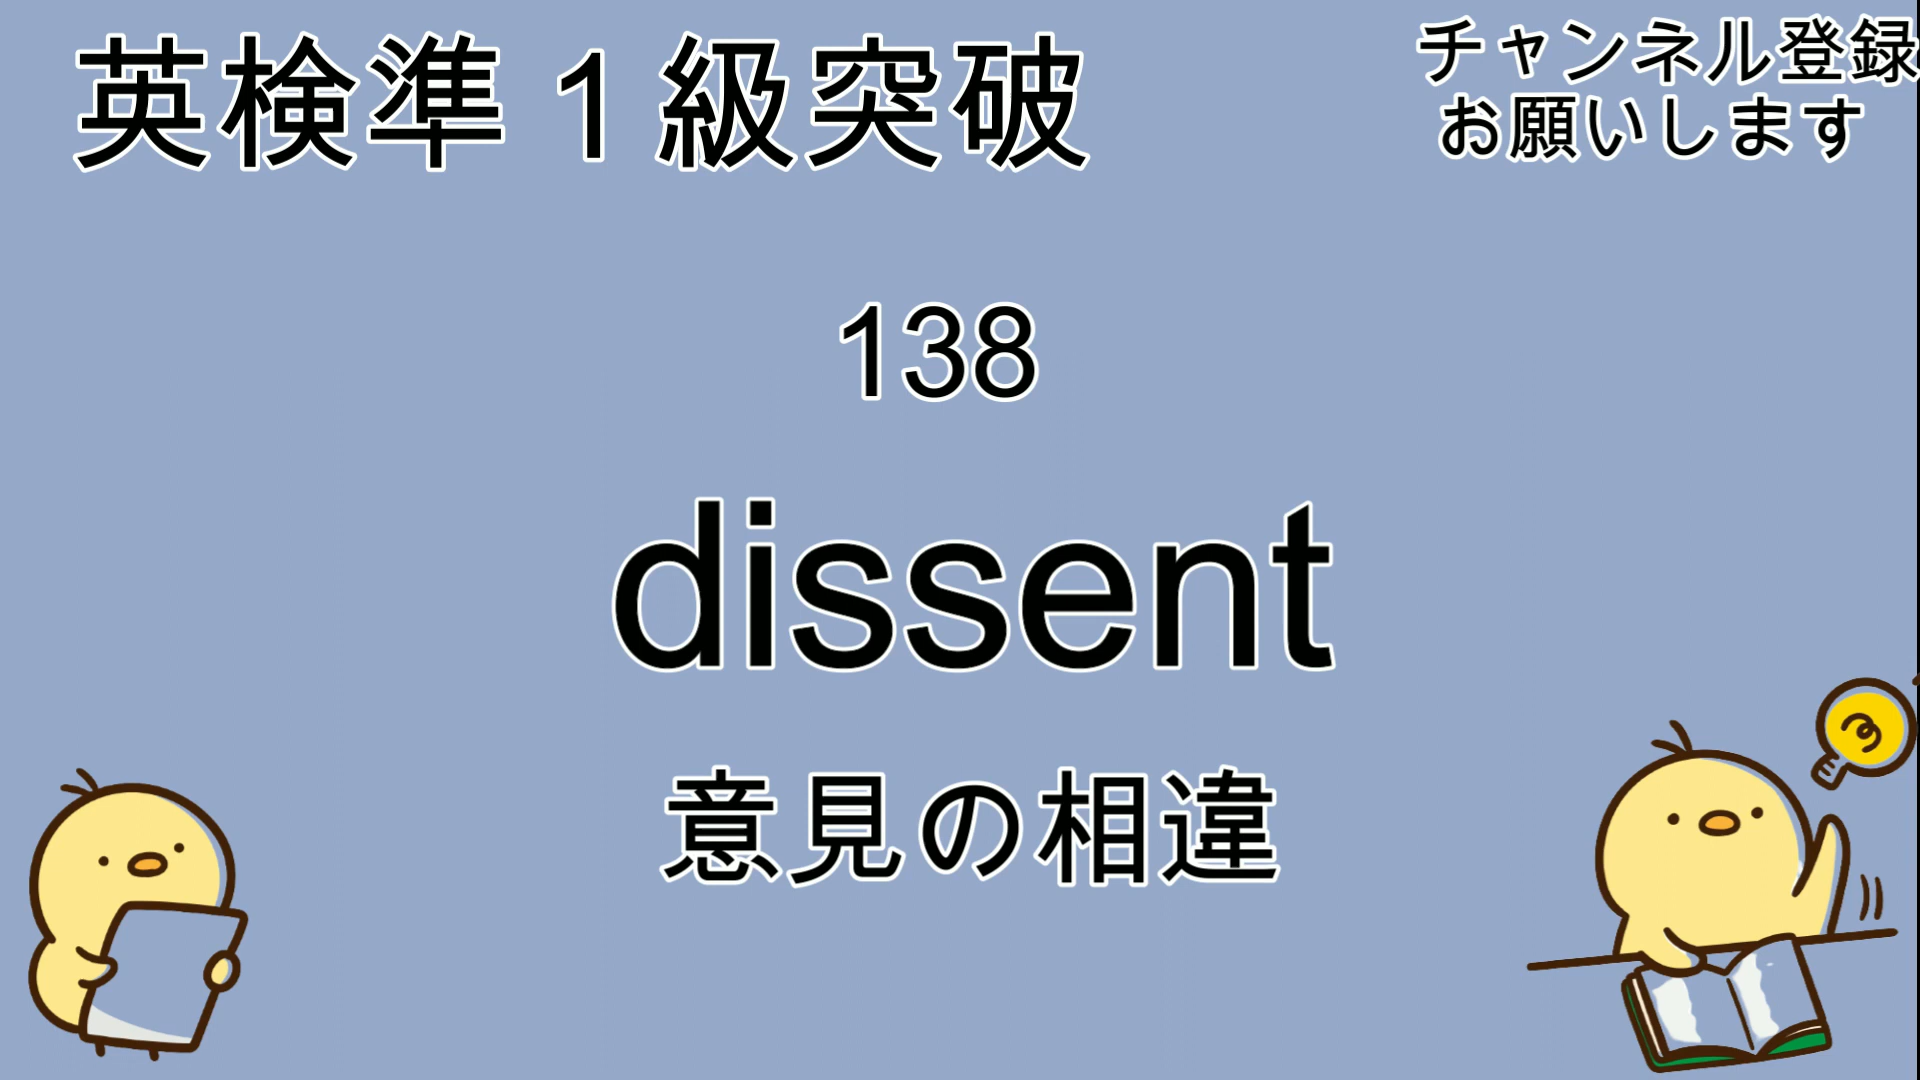 英検準１級突破
チャンネル登録
お願いします
138
dissent
意見の相違